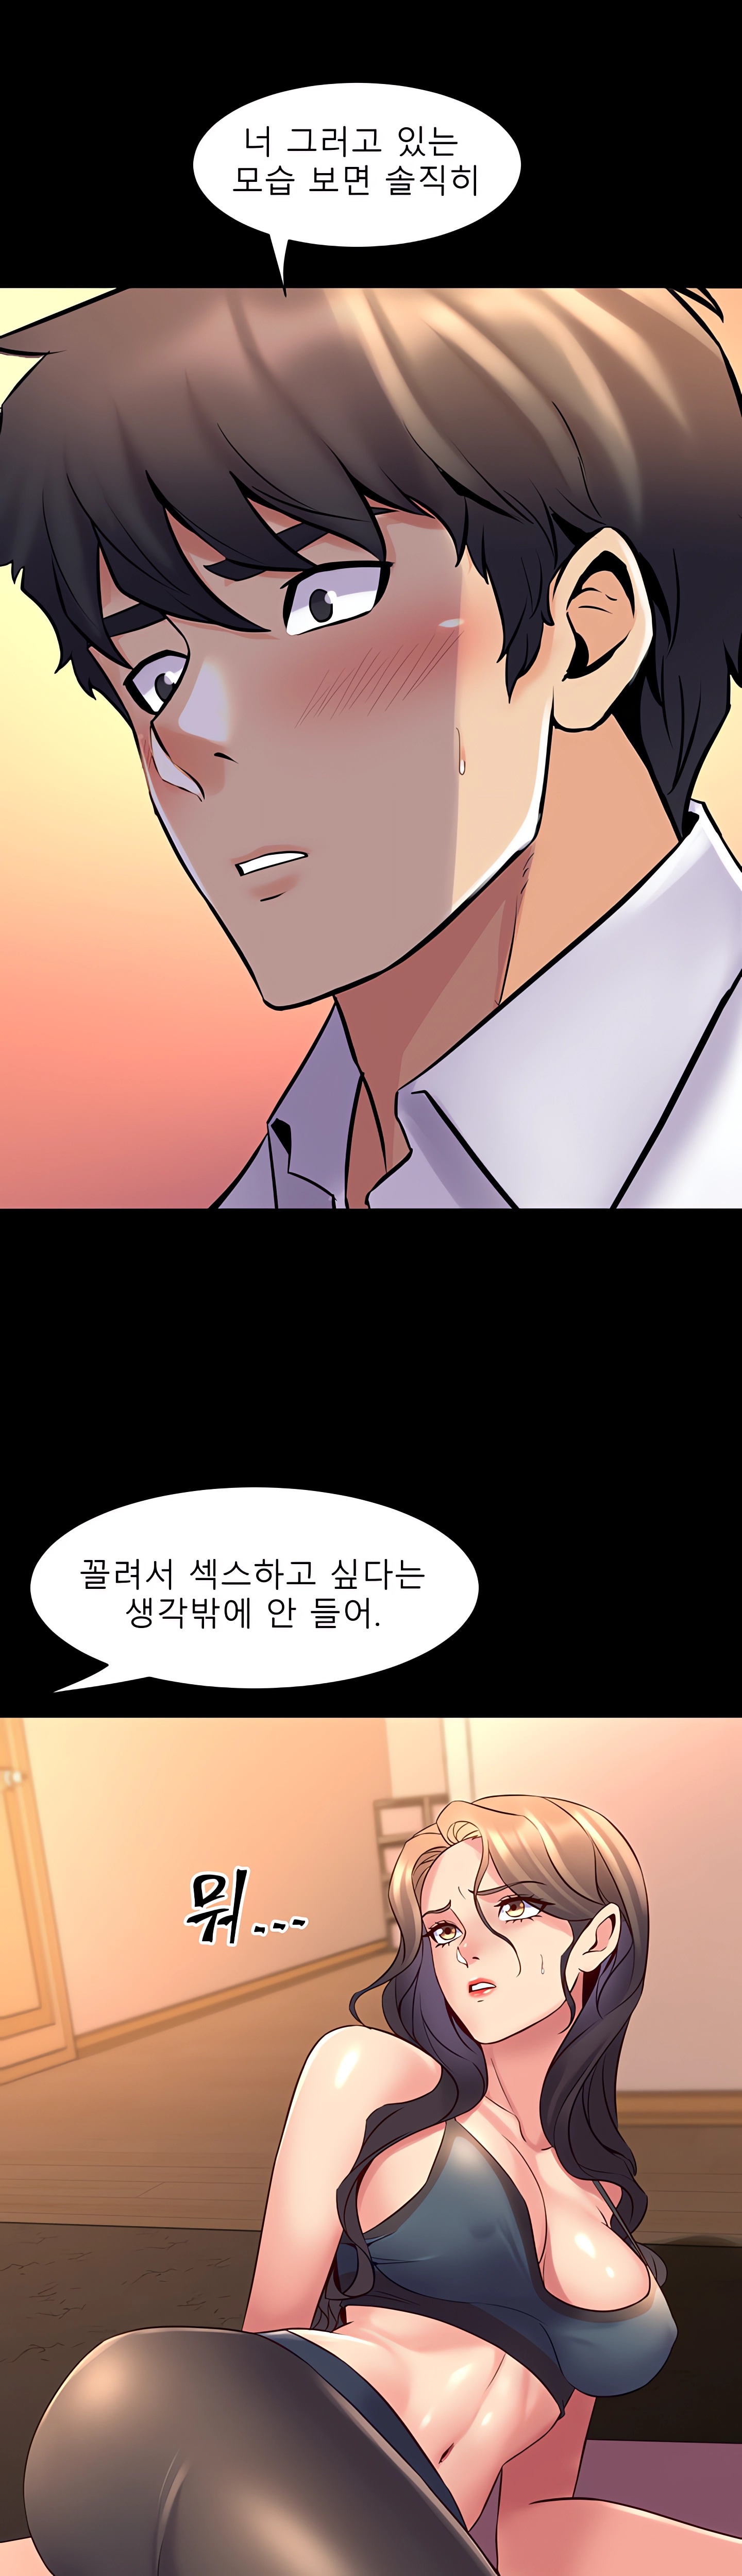 너 그러고 있는
모습 보면 솔직히
꼴려서 섹스하고 싶다는
생각밖에 안 들어.
뭐...